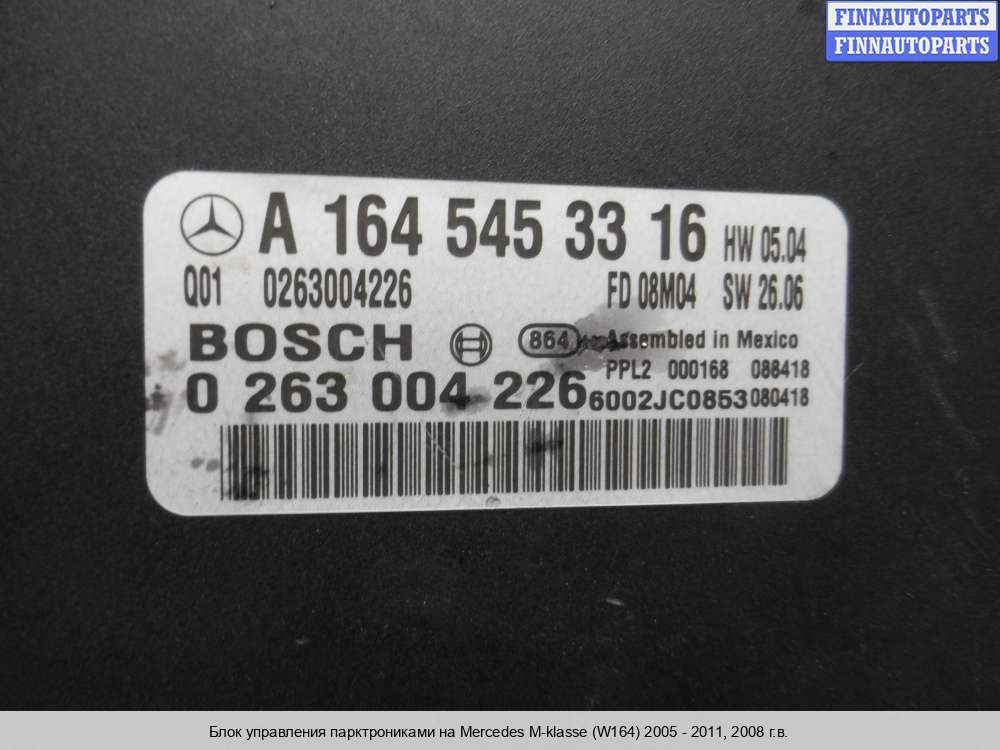 FINNAUTOPARTS
FINNAUTOPARTS
A 164 545 33 16 HW 05.04
Q01 0263004226 FD 08M04 SW 26.06
BOSCH 864 Assembled in Mexico
PPL2 000168 088418
0 263 004 226 6002JC0853 080418
Блок управления парктрониками на Mercedes M-klasse (W164) 2005 - 2011, 2008 г.в.